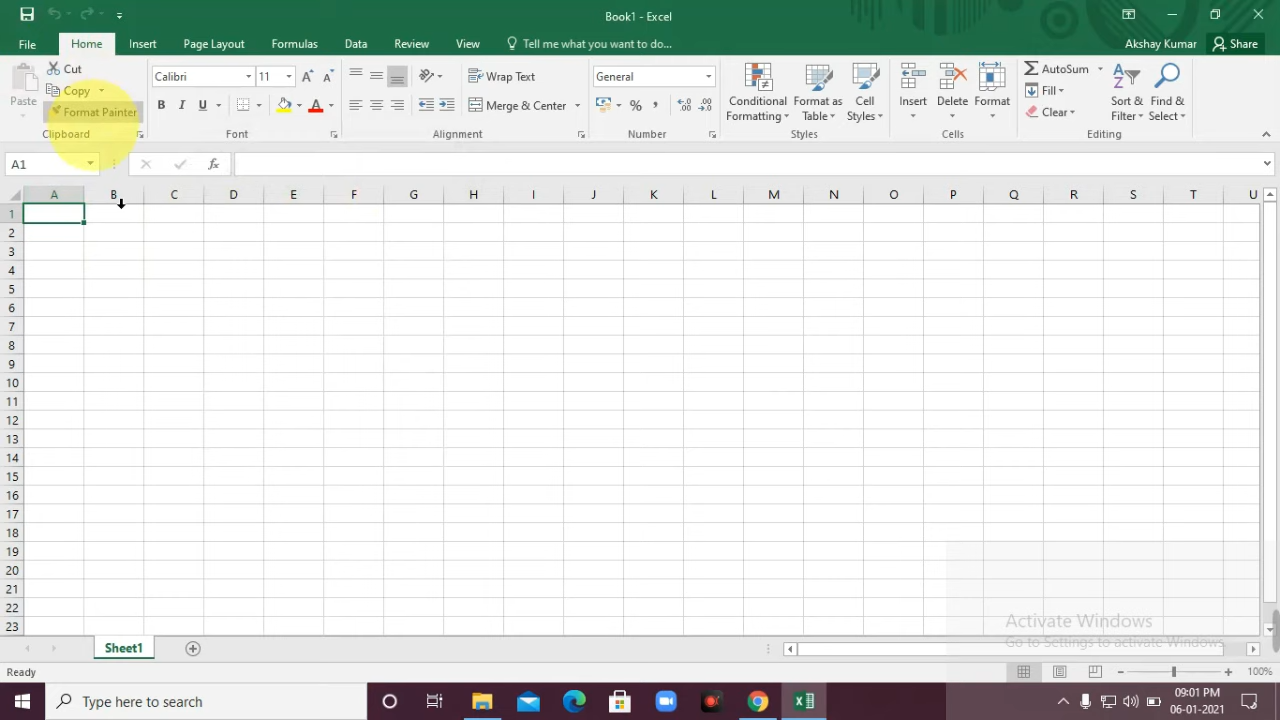 Book1 - Excel
File Home Insert Page Layout Formulas Data Review View Tell me what you want to do... Akshay Kumar Share
Paste
Cut
Copy
Format Painter
Clipboard
Calibri 11
B I U A
Font
Wrap Text
Merge & Center
Alignment
General
% ,
Number
Conditional Formatting
Format as Table
Cell Styles
Styles
Insert
Delete
Format
Cells
AutoSum
Fill
Clear
Sort & Filter
Find & Select
Editing
A1 fx
A B C D E F G H I J K L M N O P Q R S T U
1
2
3
4
5
6
7
8
9
10
11
12
13
14
15
16
17
18
19
20
21
22
23
Activate Windows
Go to Settings to activate Windows.
Sheet1
Ready 100%
Type here to search
09:01 PM
06-01-2021